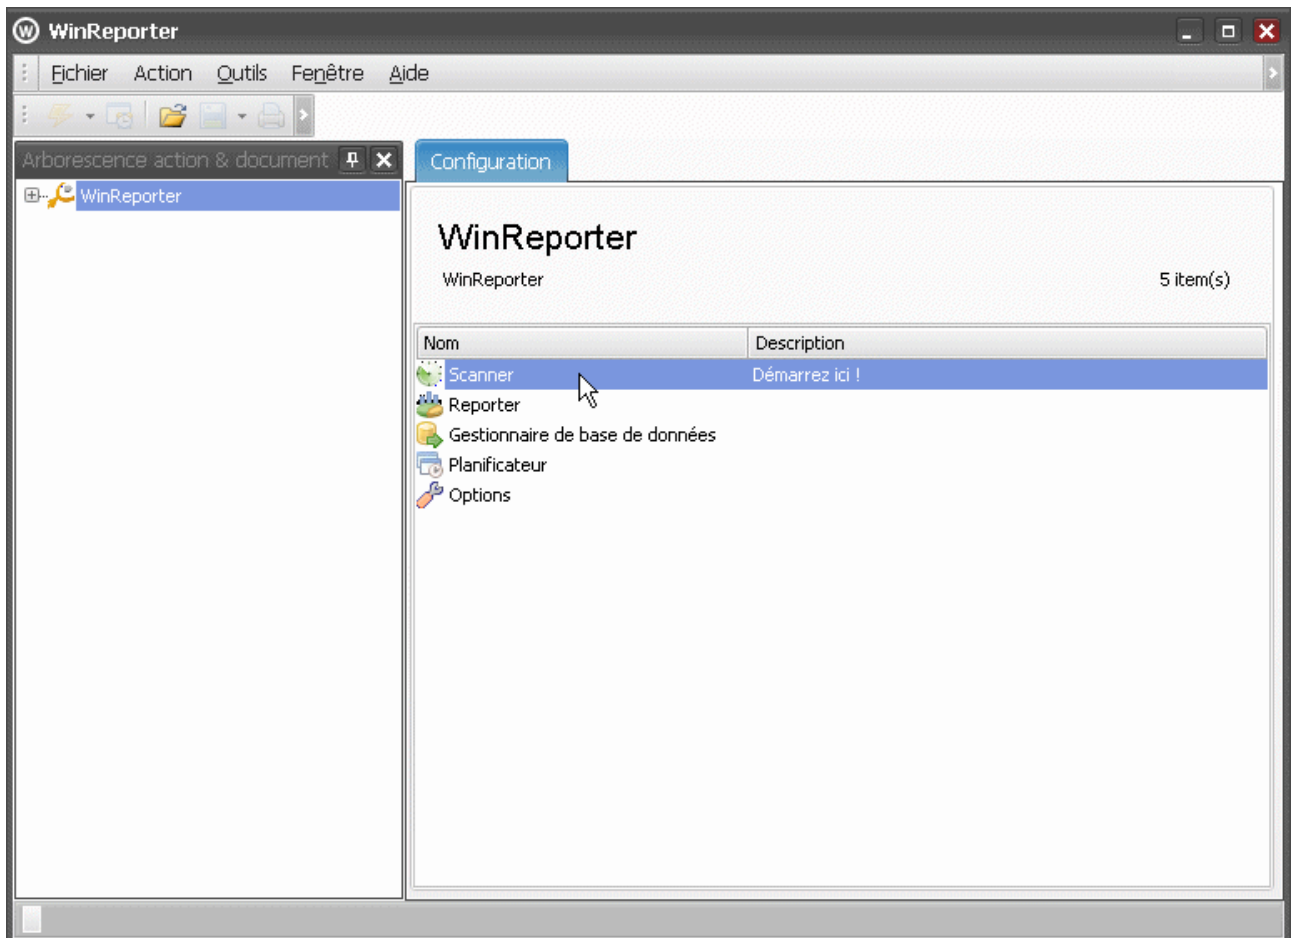 WinReporter
Fichier Action Outils Fenêtre Aide
Arborescence action & document
WinReporter
Configuration
WinReporter
WinReporter 5 item(s)
Nom Description
Scanner Démarrez ici !
Reporter
Gestionnaire de base de données
Planificateur
Options